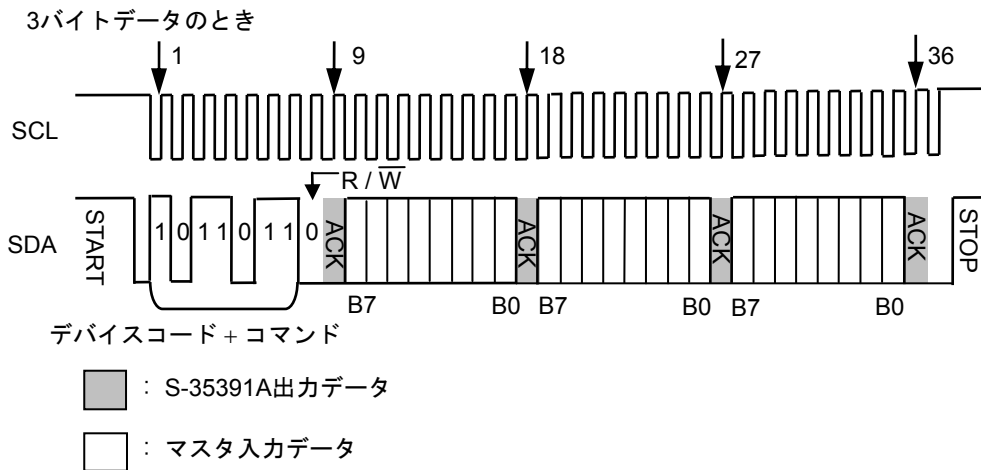 3バイトデータのとき
1 9 18 27 36
SCL
R / W
SDA
START 1 0 1 1 0 1 1 0 ACK ACK ACK ACK STOP
B7 B0 B7 B0 B7 B0
デバイスコード + コマンド
: S-35391A出力データ
: マスタ入力データ